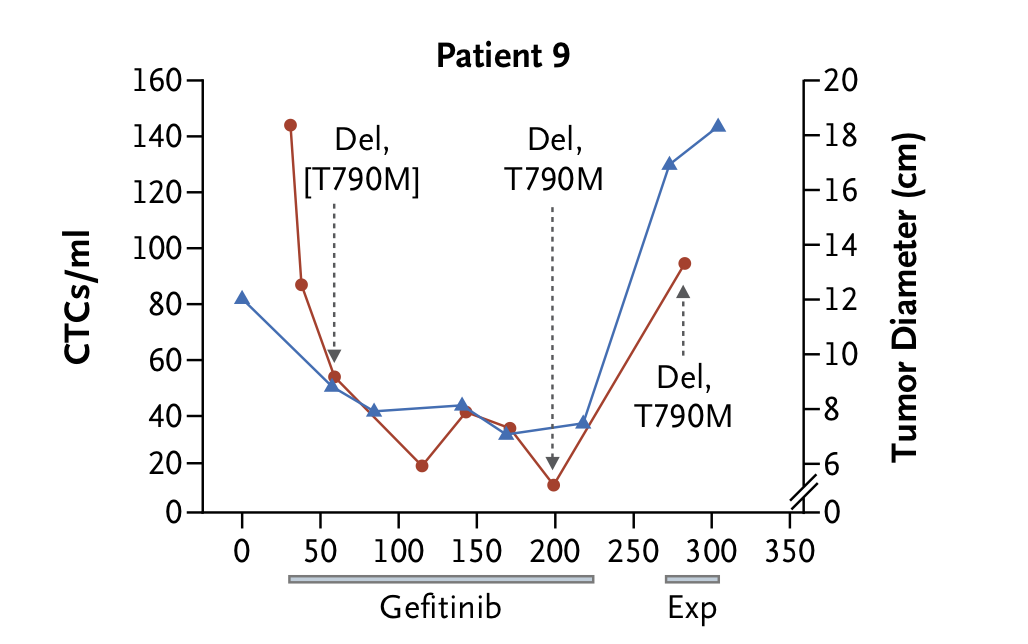 Patient 9
160
140
120
100
80
60
40
20
0
CTCs/ml
Del,
[T790M]
Del,
T790M
Del,
T790M
20
18
16
14
12
10
8
6
0
Tumor Diameter (cm)
0 50 100 150 200 250 300 350
Gefitinib Exp